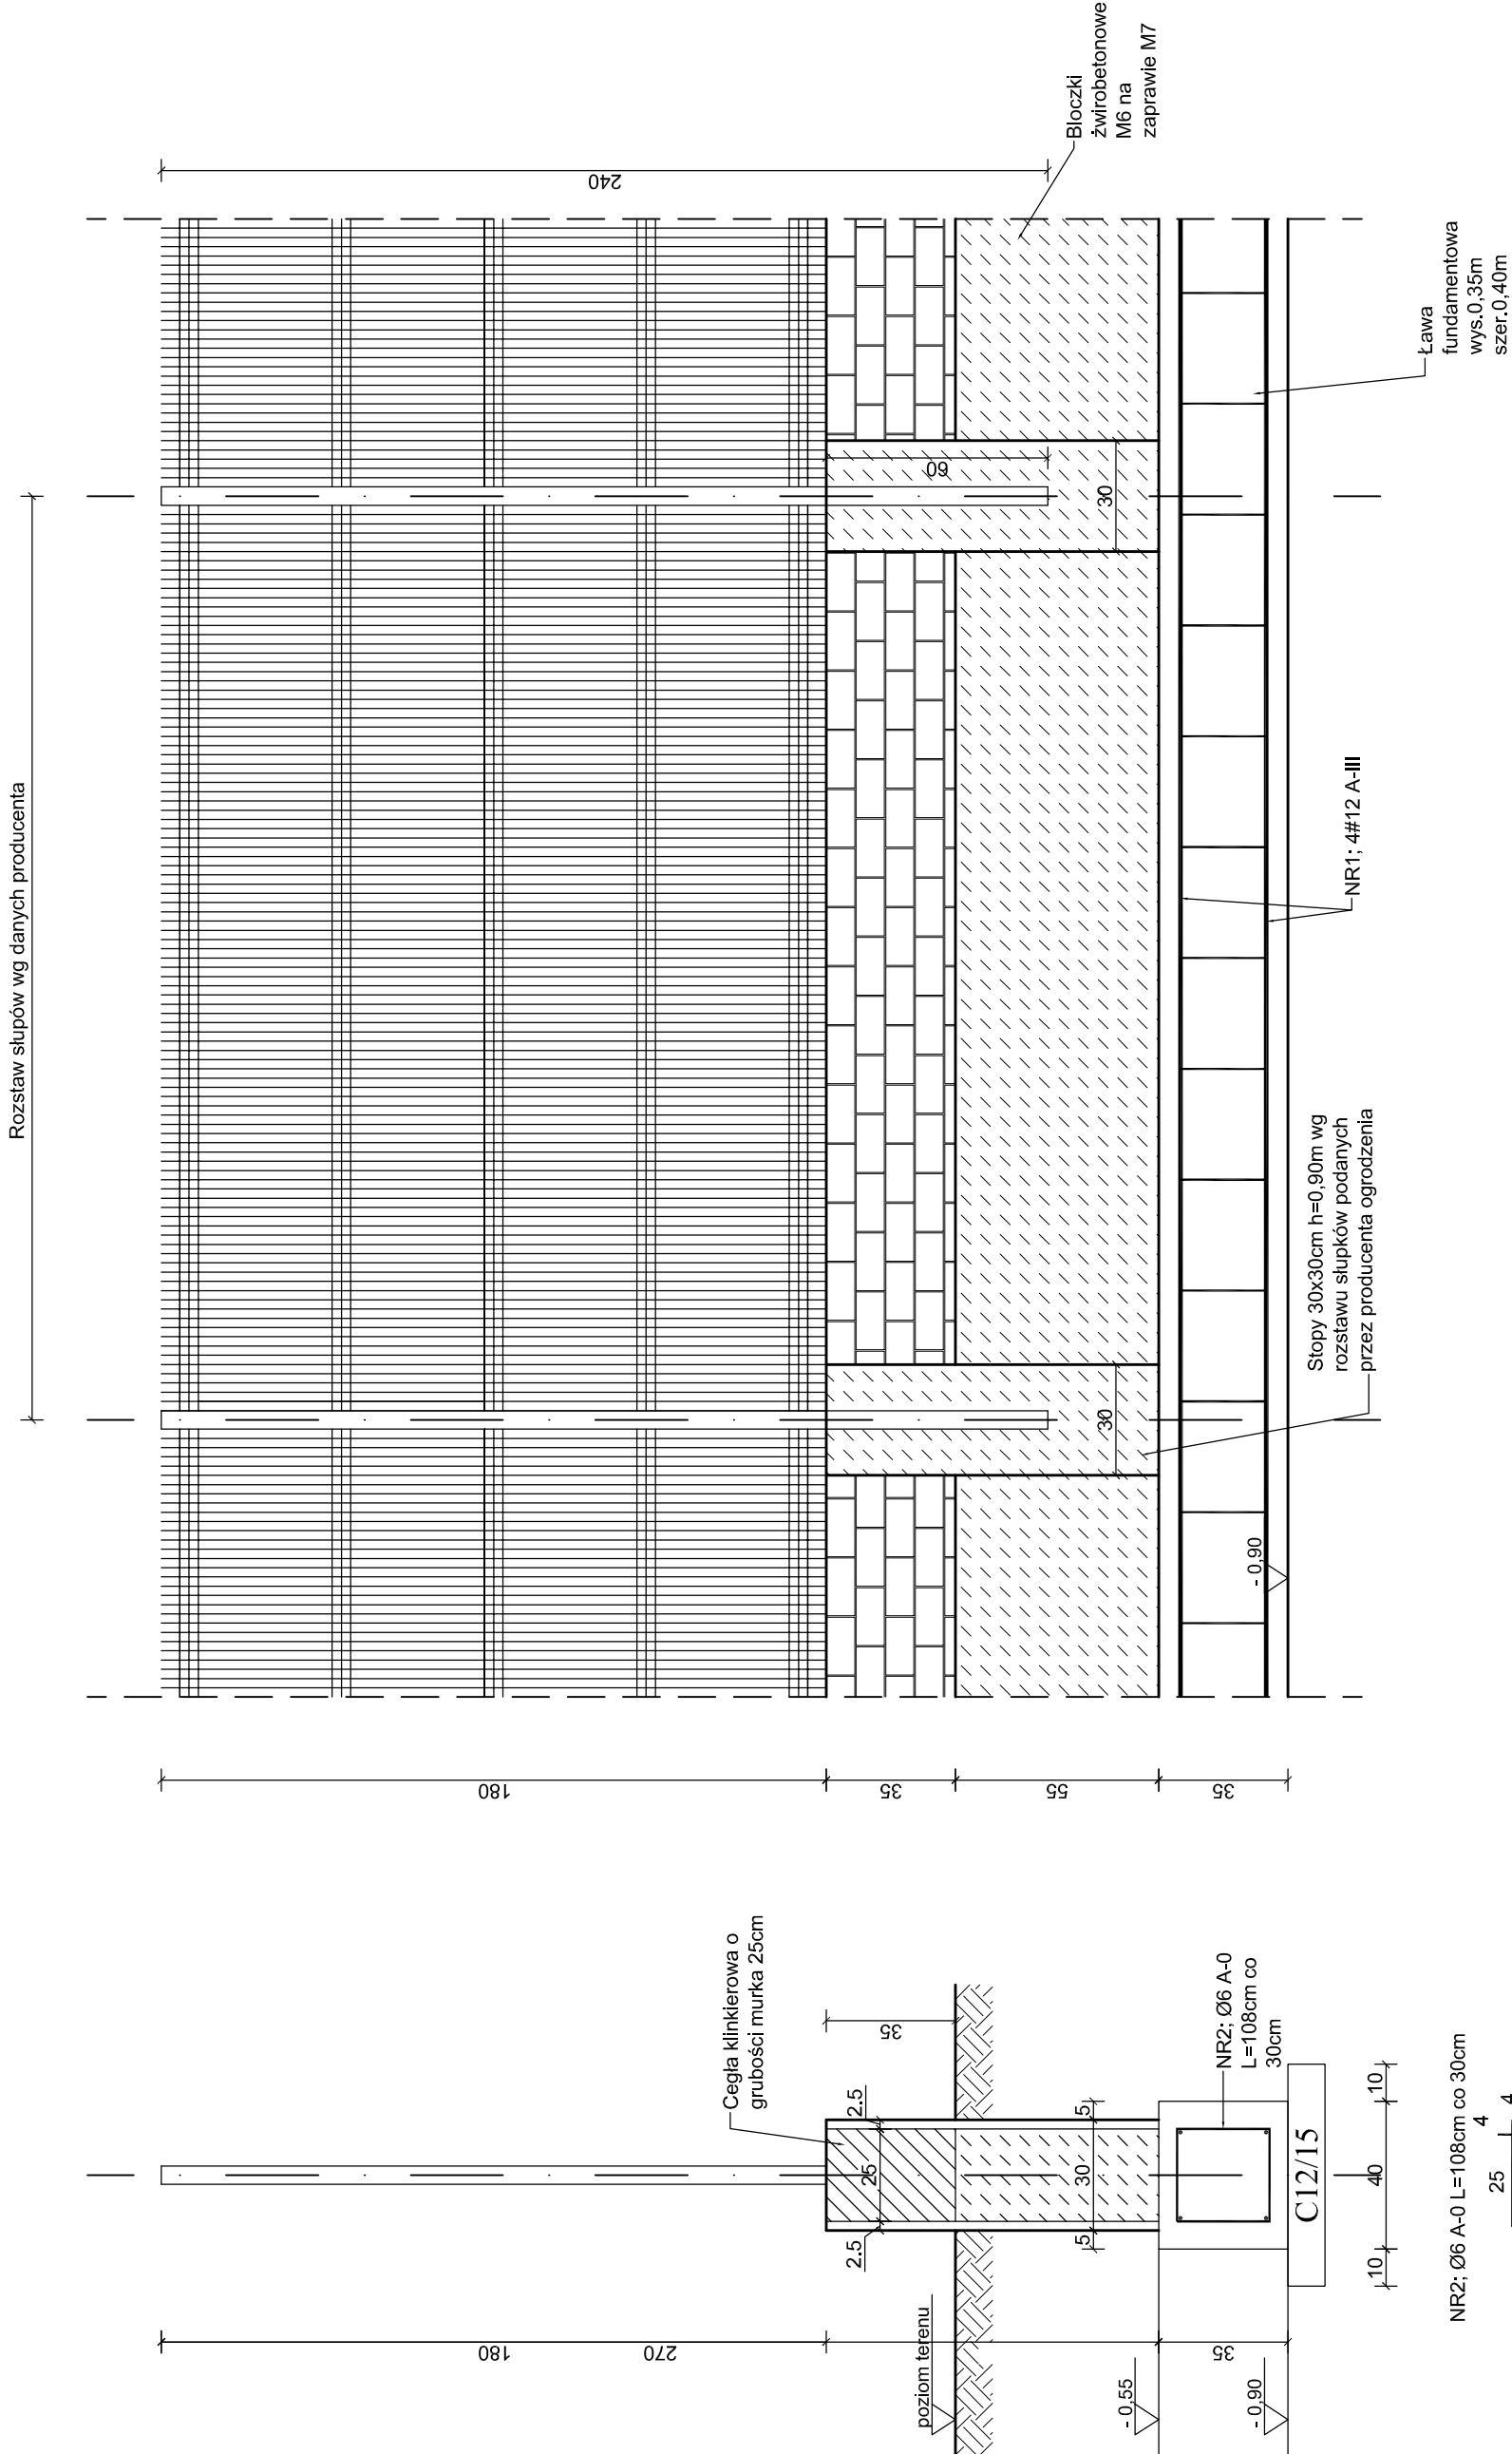 Rozstaw słupów wg danych producenta
240
Bloczki
żwirobetonowe
M6 na
zaprawie M7
60
30
30
Ława
fundamentowa
wys.0,35m
szer.0,40m
NR1; 4#12 A-III
Stopy 30x30cm h=0,90m wg
rozstawu słupków podanych
przez producenta ogrodzenia
- 0,90
180
35
55
35
Cegła klinkierowa o
grubości murka 25cm
35
2.5
25
2.5
5
30
5
NR2; Ø6 A-0
L=108cm co
30cm
C12/15
10
40
10
180
270
35
poziom terenu
- 0,55
- 0,90
NR2; Ø6 A-0 L=108cm co 30cm
4
4
25